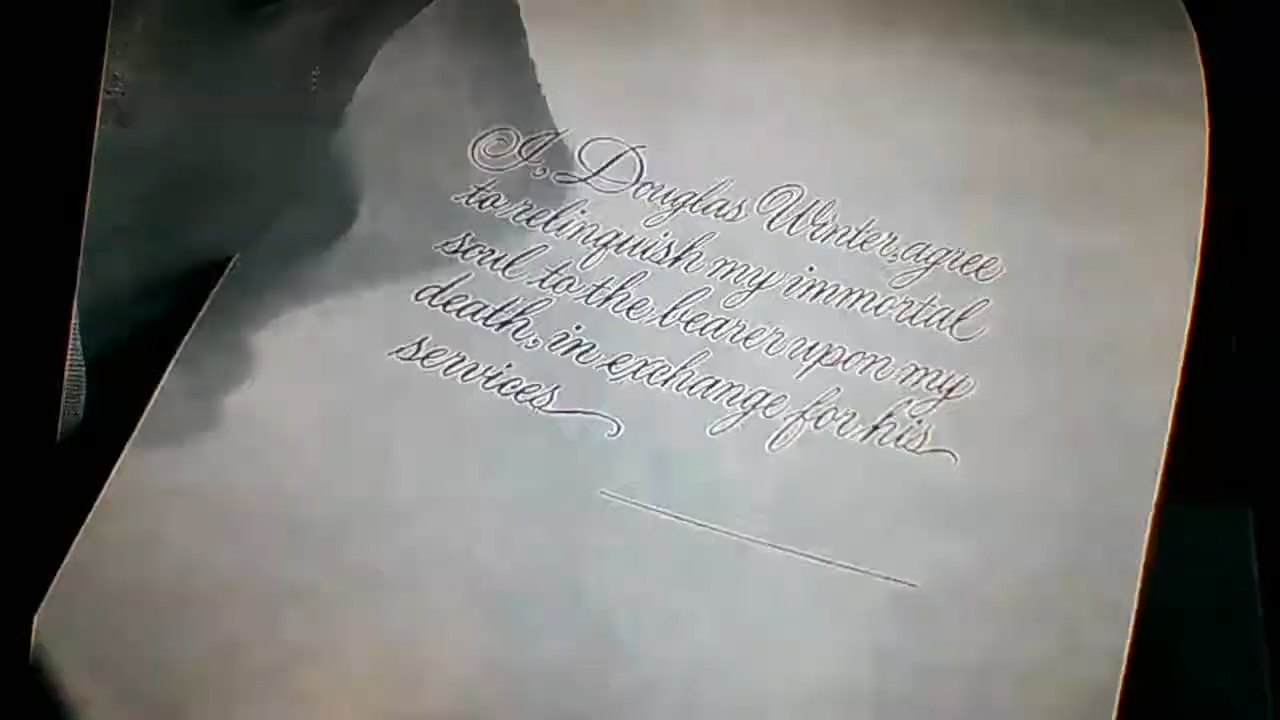 I, Douglas Winter, agree
to relinquish my immortal
soul to the bearer upon my
death, in exchange for his
services